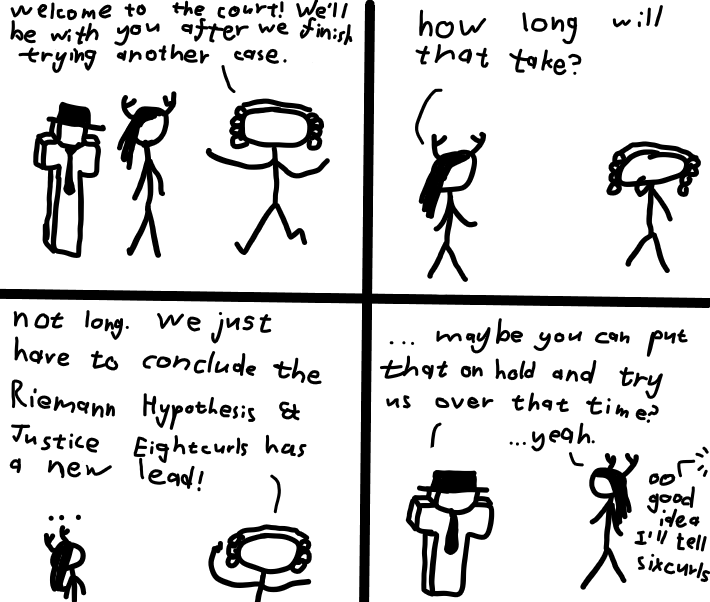 welcome to the court! We'll
be with you after we finish
trying another case.
how long will
that take?
not long. we just
have to conclude the
Riemann Hypothesis &
Justice Eightcurls has
a new lead!
...
... maybe you can put
that on hold and try
us over that time?
...yeah.
oo
good
idea
I'll tell
sixcurls